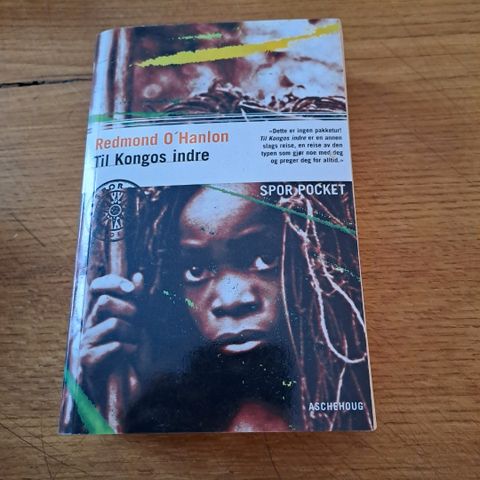 Redmond O´Hanlon
Til Kongos indre
«Dette er ingen pakketur!
Til Kongos indre er en annen
slags reise, en reise av den
typen som gjør noe med deg
og preger deg for alltid.»
SPOR POCKET
ASCHEHOUG